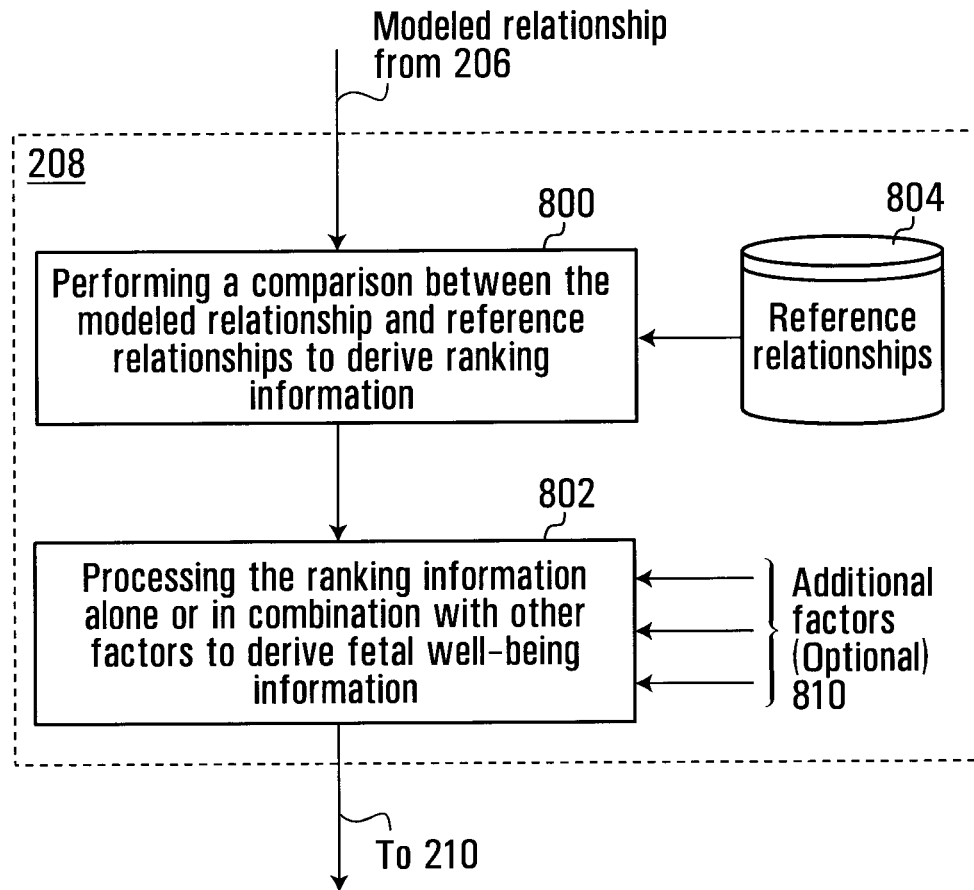 Modeled relationship
from 206
208
800
804
Performing a comparison between the
modeled relationship and reference
relationships to derive ranking
information
Reference
relationships
802
Processing the ranking information
alone or in combination with other
factors to derive fetal well-being
information
Additional
factors
(Optional)
810
To 210